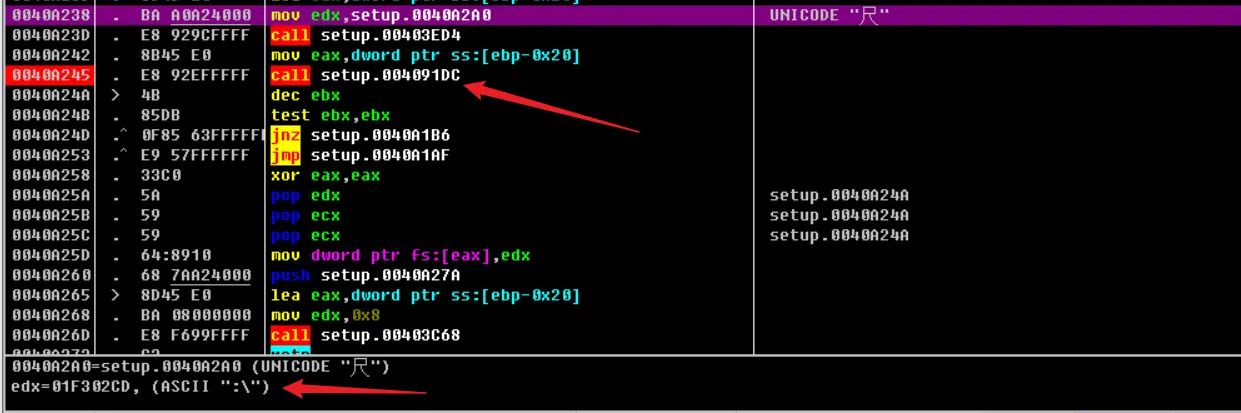 0040A238 . BA A0A24000 mov edx,setup.0040A2A0 UNICODE "尺"
0040A23D . E8 929CFFFF call setup.00403ED4
0040A242 . 8B45 E0 mov eax,dword ptr ss:[ebp-0x20]
0040A245 . E8 92EFFFFF call setup.004091DC
0040A24A > 4B dec ebx
0040A24B . 85DB test ebx,ebx
0040A24D .^ 0F85 63FFFFFF jnz setup.0040A1B6
0040A253 .^ E9 57FFFFFF jmp setup.0040A1AF
0040A258 . 33C0 xor eax,eax
0040A25A . 5A pop edx setup.0040A24A
0040A25B . 59 pop ecx setup.0040A24A
0040A25C . 59 pop ecx setup.0040A24A
0040A25D . 64:8910 mov dword ptr fs:[eax],edx
0040A260 . 68 7AA24000 push setup.0040A27A
0040A265 > 8D45 E0 lea eax,dword ptr ss:[ebp-0x20]
0040A268 . BA 08000000 mov edx,0x8
0040A26D . E8 F699FFFF call setup.00403C68
0040A2A0=setup.0040A2A0 (UNICODE "尺")
edx=01F302CD, (ASCII ":\")